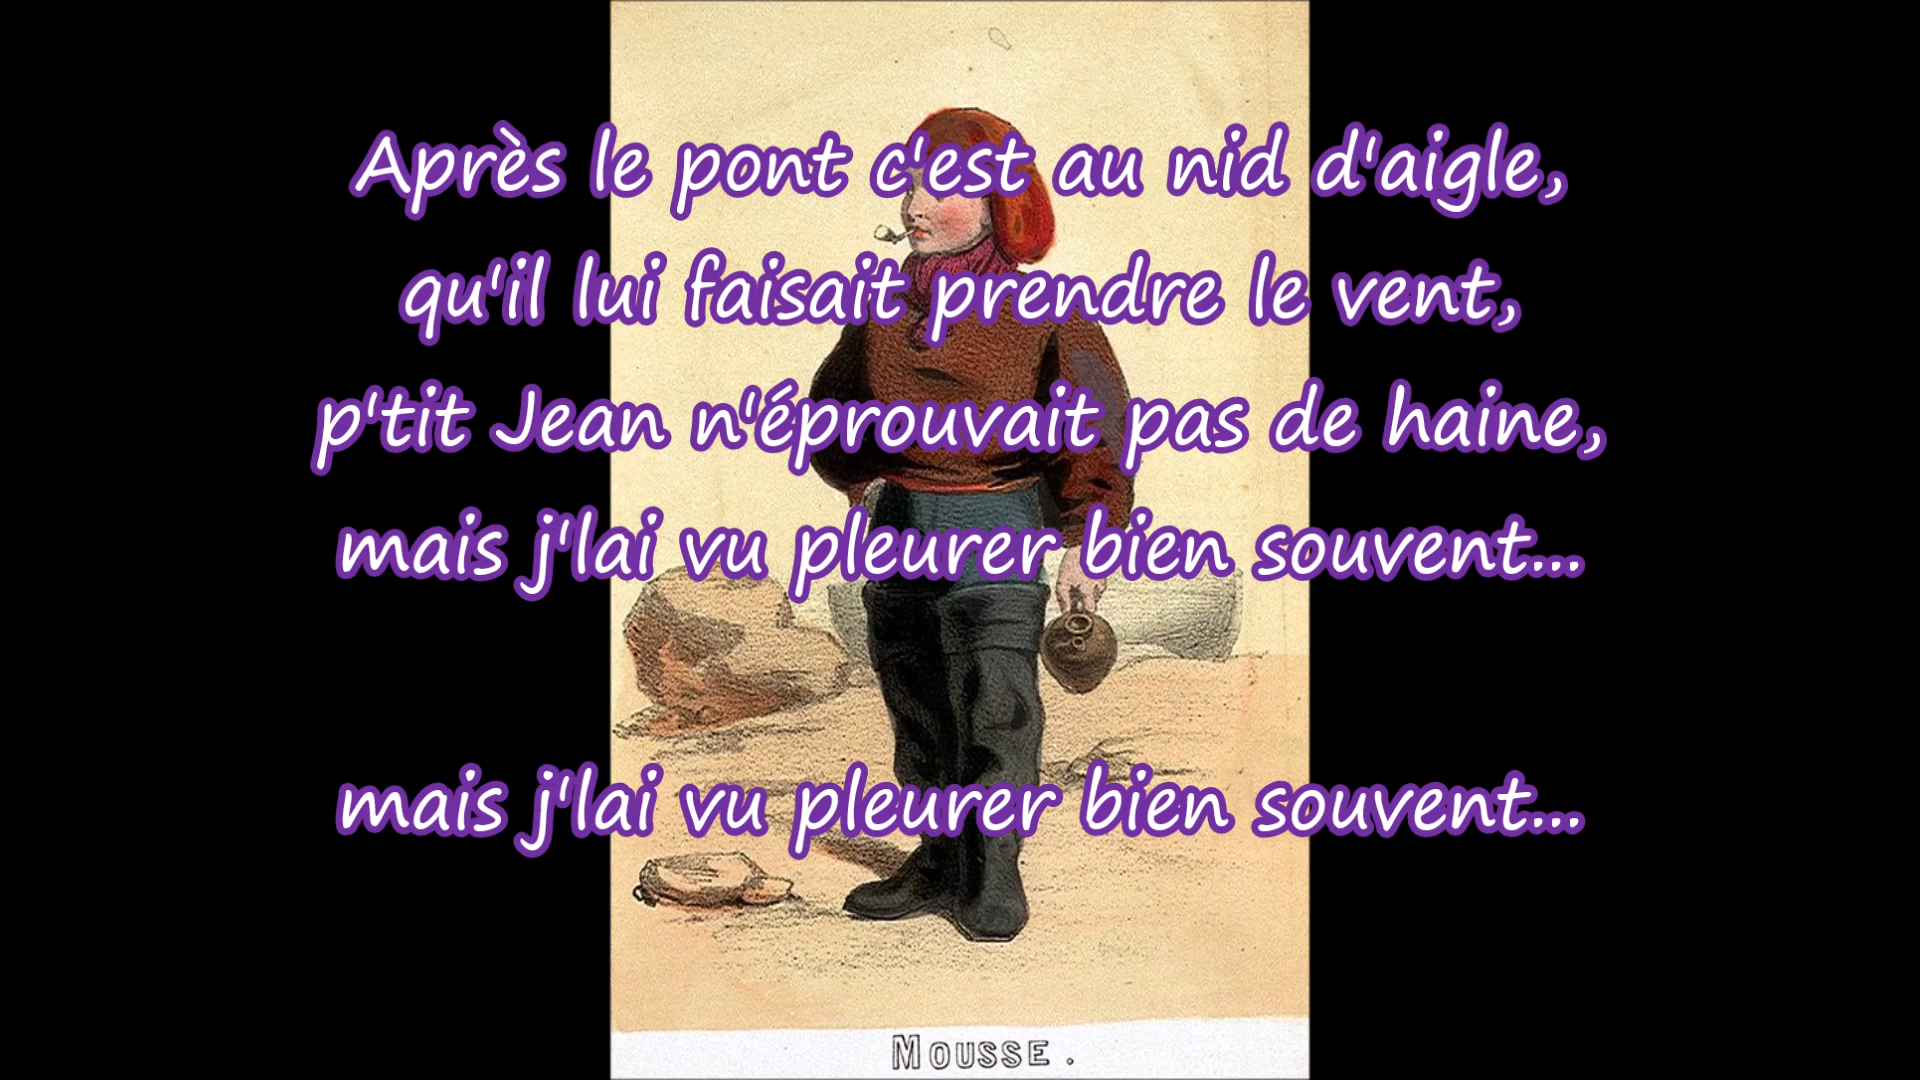 Après le pont c'est au nid d'aigle,
qu'il lui faisait prendre le vent,
p'tit Jean n'éprouvait pas de haine,
mais j'lai vu pleurer bien souvent...
mais j'lai vu pleurer bien souvent...
MOUSSE.